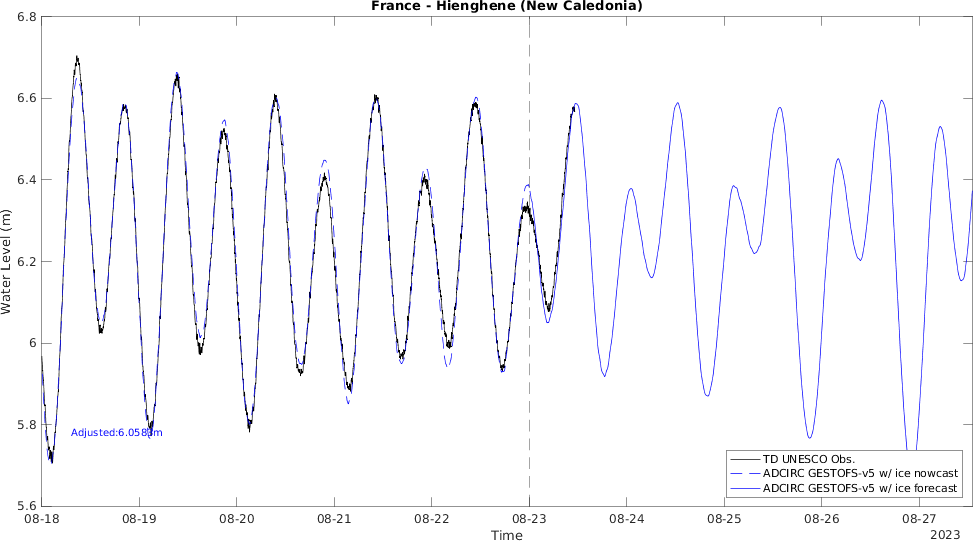 France - Hienghene (New Caledonia)
6.8
6.6
6.4
6.2
6
5.8
5.6
Water Level (m)
Adjusted:6.0583m
TD UNESCO Obs.
ADCIRC GESTOFS-v5 w/ ice nowcast
ADCIRC GESTOFS-v5 w/ ice forecast
08-18 08-19 08-20 08-21 08-22 08-23 08-24 08-25 08-26 08-27
Time
2023